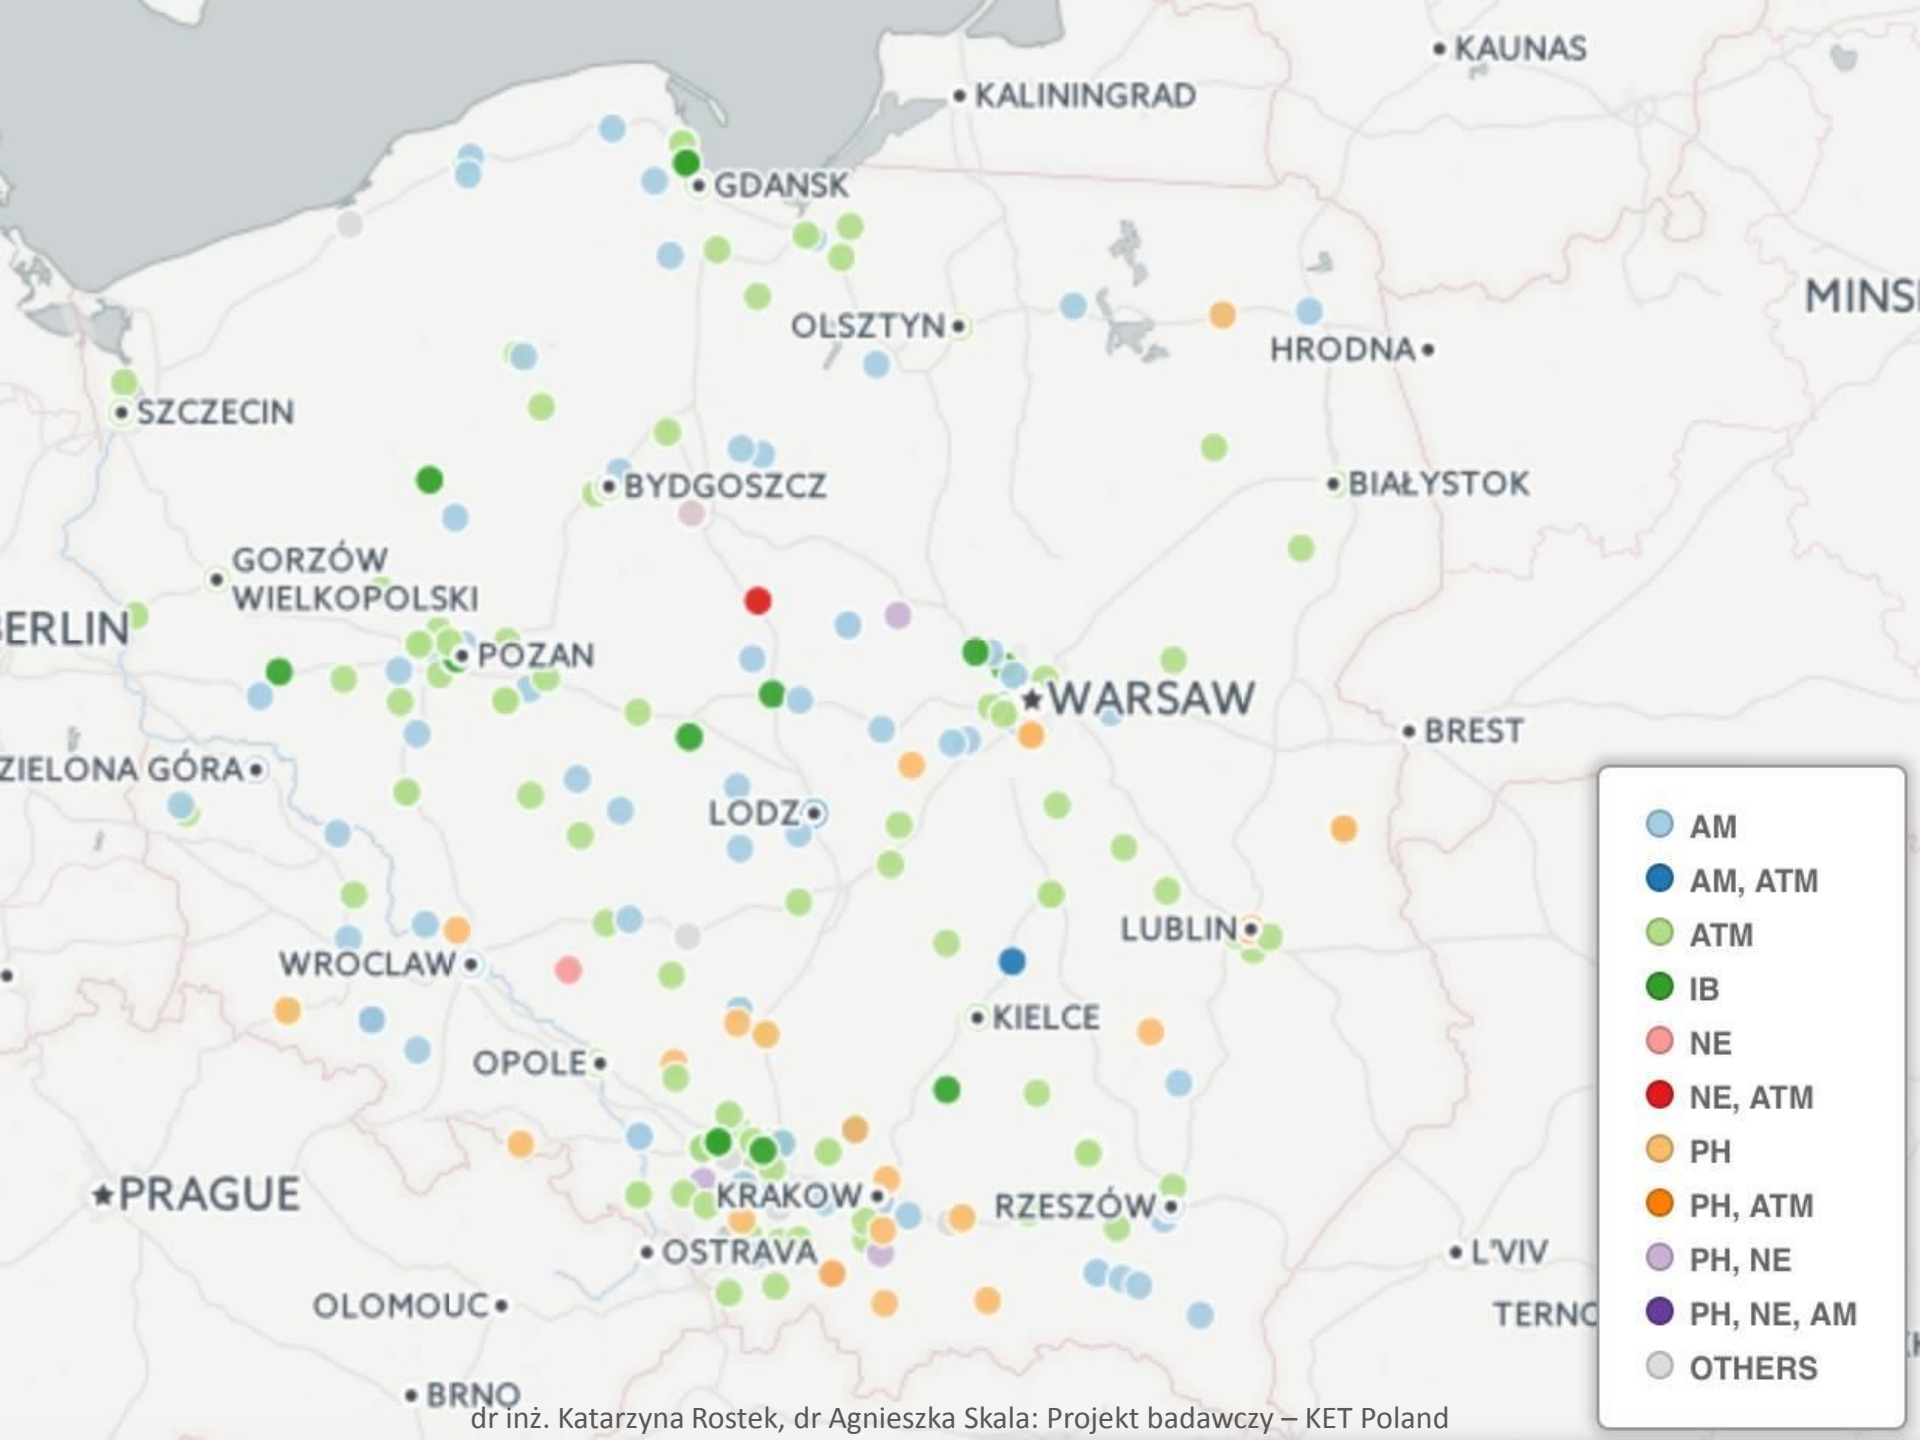 KAUNAS
KALININGRAD
GDANSK
MINS
OLSZTYN
HRODNA
SZCZECIN
BYDGOSZCZ
BIAŁYSTOK
GORZÓW
WIELKOPOLSKI
BERLIN
POZAN
WARSAW
BREST
ZIELONA GÓRA
LODZ
AM
AM, ATM
LUBLIN
ATM
WROCLAW
IB
KIELCE
NE
OPOLE
NE, ATM
PH
PRAGUE
KRAKOW
RZESZÓW
PH, ATM
OSTRAVA
L'VIV
PH, NE
OLOMOUC
TERNO
PH, NE, AM
OTHERS
BRNO
dr inż. Katarzyna Rostek, dr Agnieszka Skala: Projekt badawczy – KET Poland